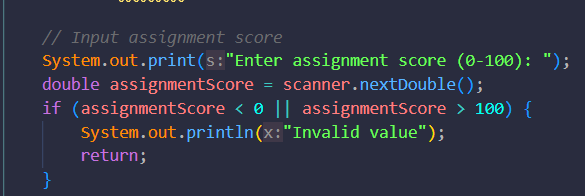 // Input assignment score
System.out.print(s:"Enter assignment score (0-100): ");
double assignmentScore = scanner.nextDouble();
if (assignmentScore < 0 || assignmentScore > 100) {
System.out.println(x:"Invalid value");
return;
}